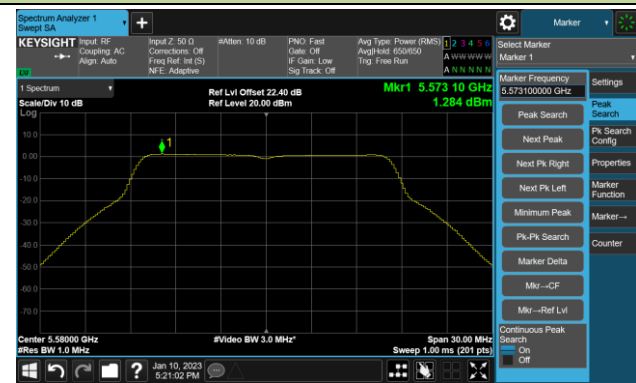 Spectrum Analyzer 1
Swept SA
+
Marker
KEYSIGHT
Input: RF
Coupling: AC
Align: Auto
Input Z: 50 Ω
Corrections: Off
Freq Ref: Int (S)
NFE: Adaptive
#Atten: 10 dB
PNO: Fast
Gate: Off
IF Gain: Low
Sig Track: Off
Avg Type: Power (RMS)
Avg|Hold: 650/650
Trig: Free Run
1 2 3 4 5 6
A W W W W W
A N N N N N
Select Marker
Marker 1
1 Spectrum
Scale/Div 10 dB
Log
Ref Lvl Offset 22.40 dB
Ref Level 20.00 dBm
Mkr1 5.573 10 GHz
1.284 dBm
1
10.0
0.00
-10.0
-20.0
-30.0
-40.0
-50.0
-60.0
-70.0
Center 5.58000 GHz
#Res BW 1.0 MHz
#Video BW 3.0 MHz*
Span 30.00 MHz
Sweep 1.00 ms (201 pts)
Marker Frequency
5.573100000 GHz
Peak Search
Next Peak
Next Pk Right
Next Pk Left
Minimum Peak
Pk-Pk Search
Marker Delta
Mkr→CF
Mkr→Ref Lvl
Continuous Peak
Search
On
Off
Settings
Peak
Search
Pk Search
Config
Properties
Marker
Function
Marker→
Counter
?
Jan 10, 2023
5:21:02 PM